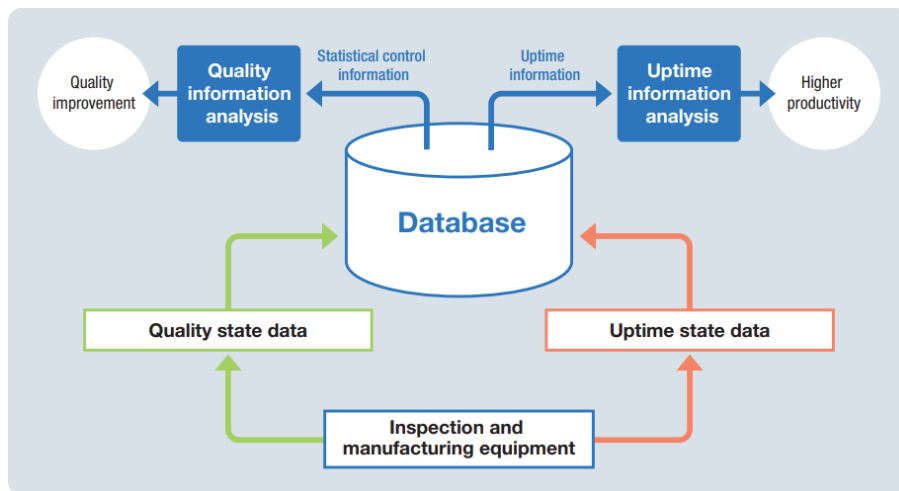 Quality
improvement
Quality
information
analysis
Statistical control
information
Uptime
information
Uptime
information
analysis
Higher
productivity
Database
Quality state data
Uptime state data
Inspection and
manufacturing equipment